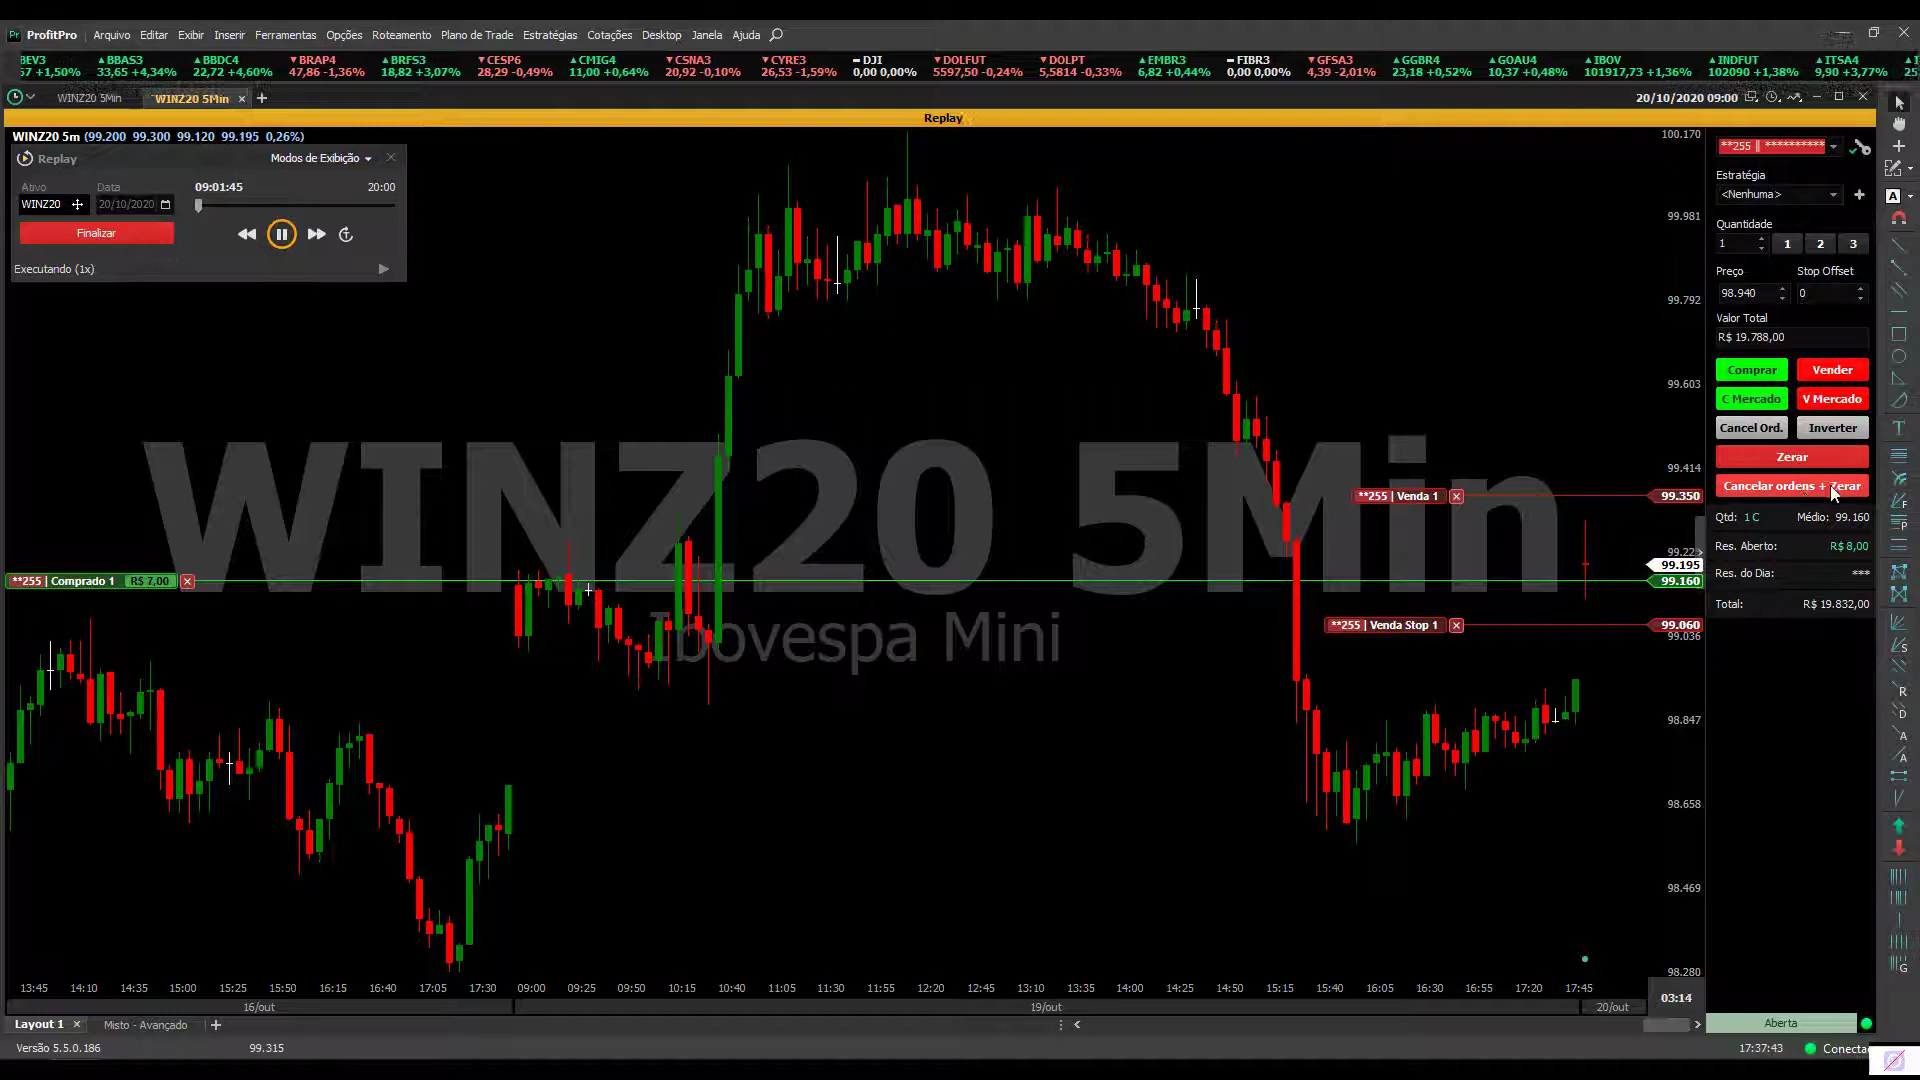 ProfitPro Arquivo Editar Exibir Inserir Ferramentas Opções Roteamento Plano de Trade Estratégias Cotações Desktop Janela Ajuda
BEV3 BBAS3 BBDC4 BRAP4 BRFS3 CESP6 CMIG4 CSNA3 CYRE3 DJI DOLFUT DOLPT EMBR3 FIBR3 GFSA3 GGBR4 GOAU4 IBOV INDFUT ITSA4
57 +1,50% 33,65 +4,34% 22,72 +4,60% 47,86 -1,36% 18,82 +3,07% 28,29 -0,49% 11,00 +0,64% 20,92 -0,10% 26,53 -1,59% 0,00 0,00% 5597,50 -0,24% 5,5814 -0,33% 6,82 +0,44% 0,00 0,00% 4,39 -2,01% 23,18 +0,52% 10,37 +0,48% 101917,73 +1,36% 102090 +1,38% 9,90 +3,77% 25
WINZ20 5Min WINZ20 5Min 20/10/2020 09:00
Replay
WINZ20 5m (99.200 99.300 99.120 99.195 0,26%)
Replay Modos de Exibição
Ativo Data 09:01:45 20:00
WINZ20 20/10/2020
Finalizar
Executando (1x)
WINZ20 5Min
Ibovespa Mini
**255 | Comprado 1 R$ 7,00
**255 | Venda 1
**255 | Venda Stop 1
100.170
99.981
99.792
99.603
99.414
99.350
99.22
99.195
99.160
99.060
99.036
98.847
98.658
98.469
98.280
**255 || **********
Estratégia
<Nenhuma>
Quantidade
1 1 2 3
Preço Stop Offset
98.940 0
Valor Total
R$ 19.788,00
Comprar Vender
C Mercado V Mercado
Cancel Ord. Inverter
Zerar
Cancelar ordens + Zerar
Qtd: 1 C Médio: 99.160
Res. Aberto: R$ 8,00
Res. do Dia: ***
Total: R$ 19.832,00
13:45 14:10 14:35 15:00 15:25 15:50 16:15 16:40 17:05 17:30 09:00 09:25 09:50 10:15 10:40 11:05 11:30 11:55 12:20 12:45 13:10 13:35 14:00 14:25 14:50 15:15 15:40 16:05 16:30 16:55 17:20 17:45
16/out 19/out 20/out
03:14
Layout 1 Misto - Avançado
Aberta
Versão 5.5.0.186 99.315 17:37:43 Conecta